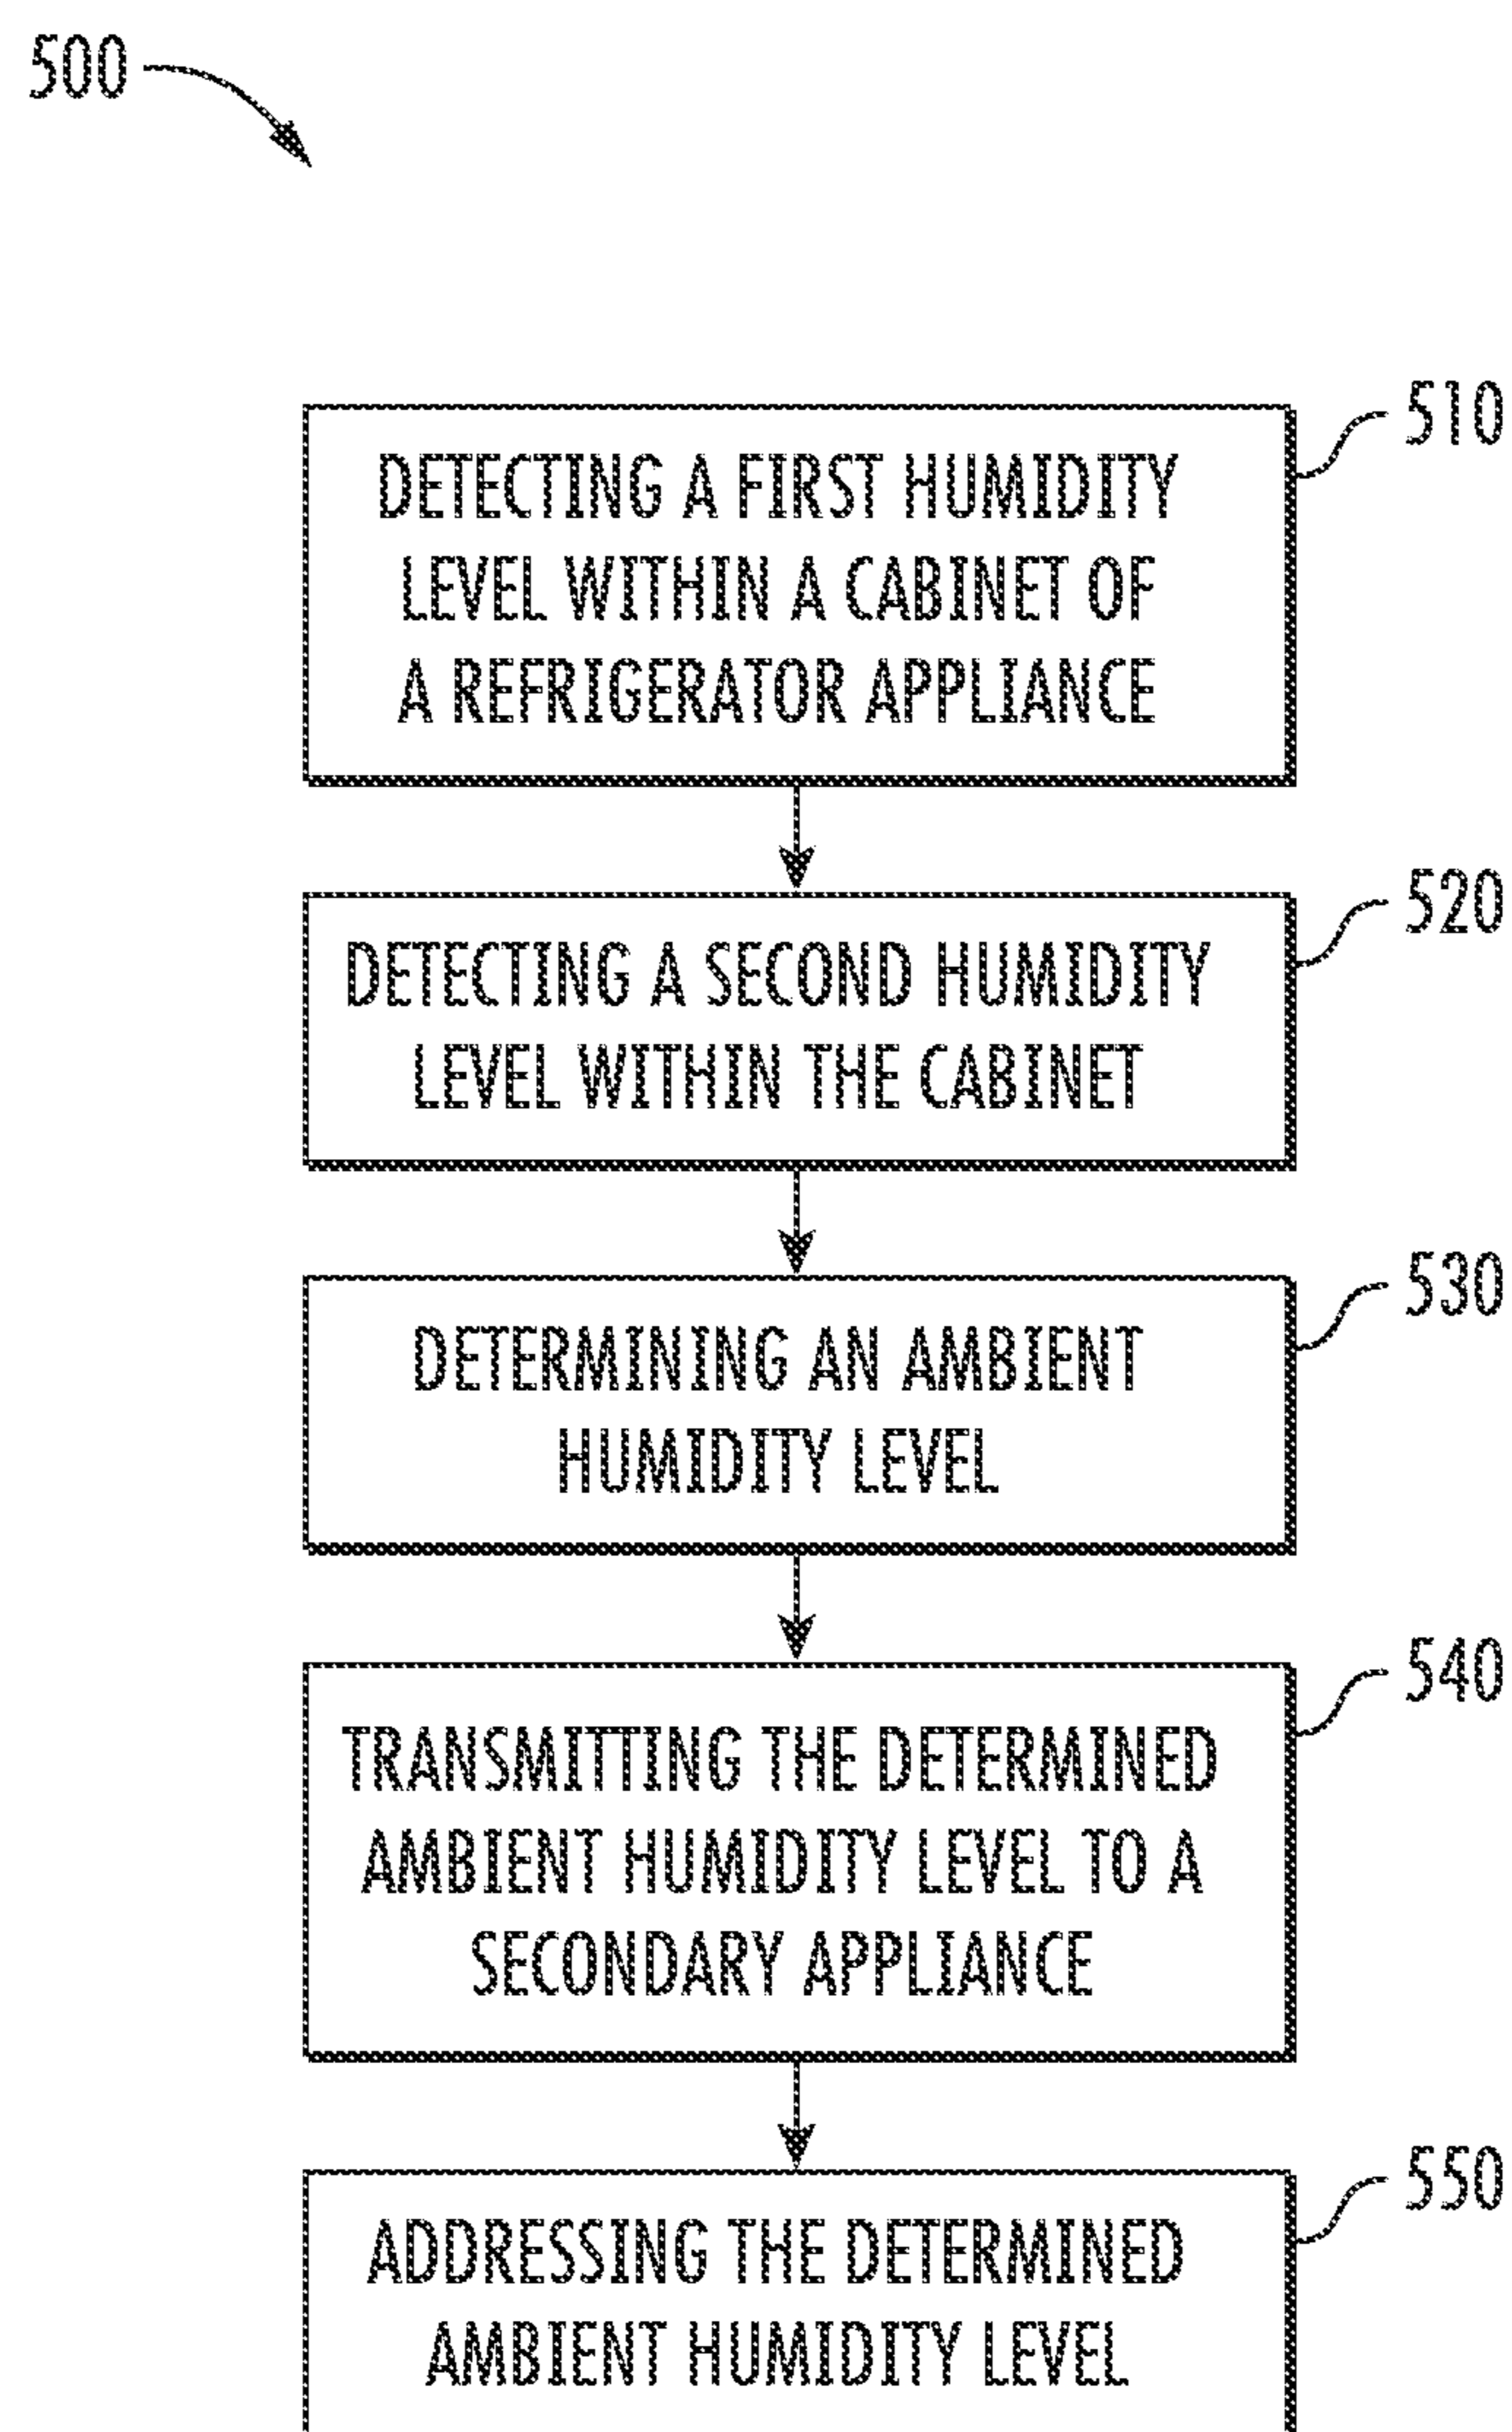 500
510
DETECTING A FIRST HUMIDITY
LEVEL WITHIN A CABINET OF
A REFRIGERATOR APPLIANCE
520
DETECTING A SECOND HUMIDITY
LEVEL WITHIN THE CABINET
530
DETERMINING AN AMBIENT
HUMIDITY LEVEL
540
TRANSMITTING THE DETERMINED
AMBIENT HUMIDITY LEVEL TO A
SECONDARY APPLIANCE
550
ADDRESSING THE DETERMINED
AMBIENT HUMIDITY LEVEL